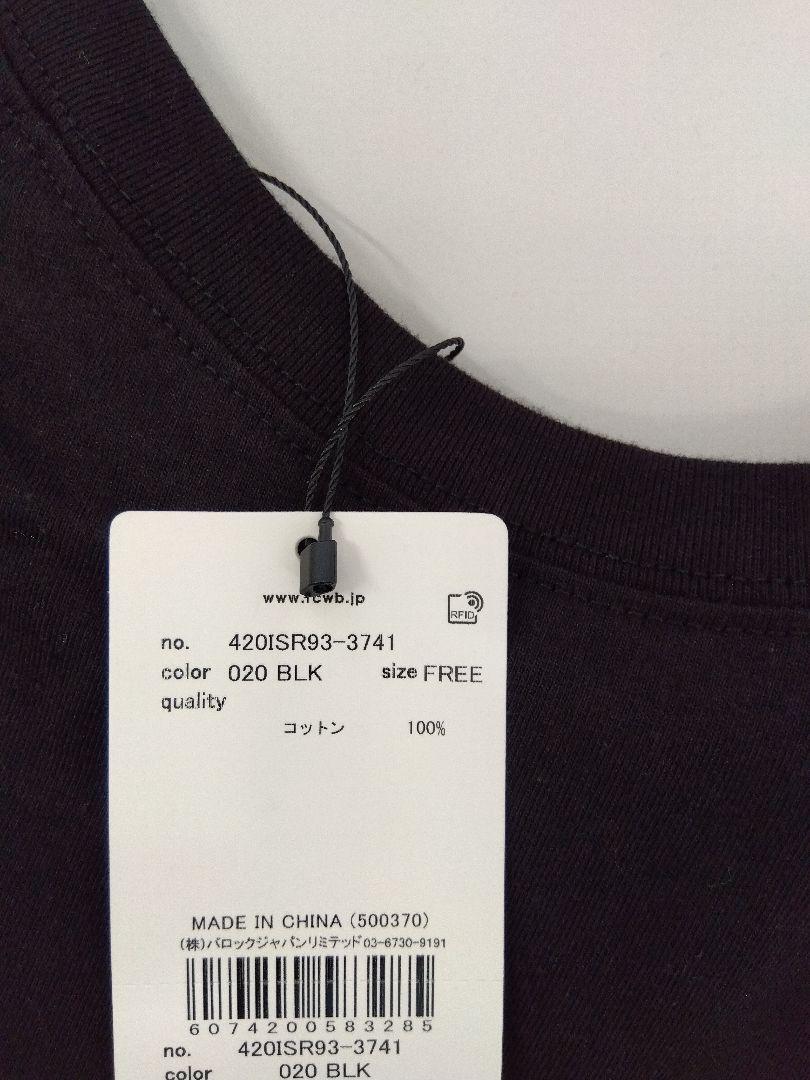 www.rcwb.jp
RFID
no. 420ISR93-3741
color 020 BLK size FREE
quality
コットン 100%
MADE IN CHINA (500370)
(株)バロックジャパンリミテッド03-6730-9191
6074200583285
no. 420ISR93-3741
color 020 BLK